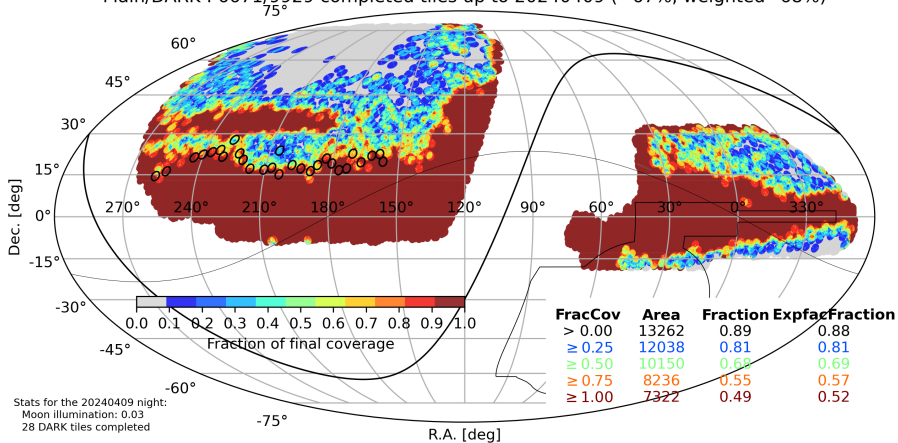 75°
60°
45°
30°
15°
0°
-15°
-30°
-45°
-60°
-75°
270° 240° 210° 180° 150° 120° 90° 60° 30° 0° 330°
Dec. [deg]
R.A. [deg]
0.0 0.1 0.2 0.3 0.4 0.5 0.6 0.7 0.8 0.9 1.0
Fraction of final coverage
FracCov Area Fraction ExpfacFraction
> 0.00 13262 0.89 0.88
≥ 0.25 12038 0.81 0.81
≥ 0.50 10150 0.68 0.69
≥ 0.75 8236 0.55 0.57
≥ 1.00 7322 0.49 0.52
Stats for the 20240409 night:
Moon illumination: 0.03
28 DARK tiles completed